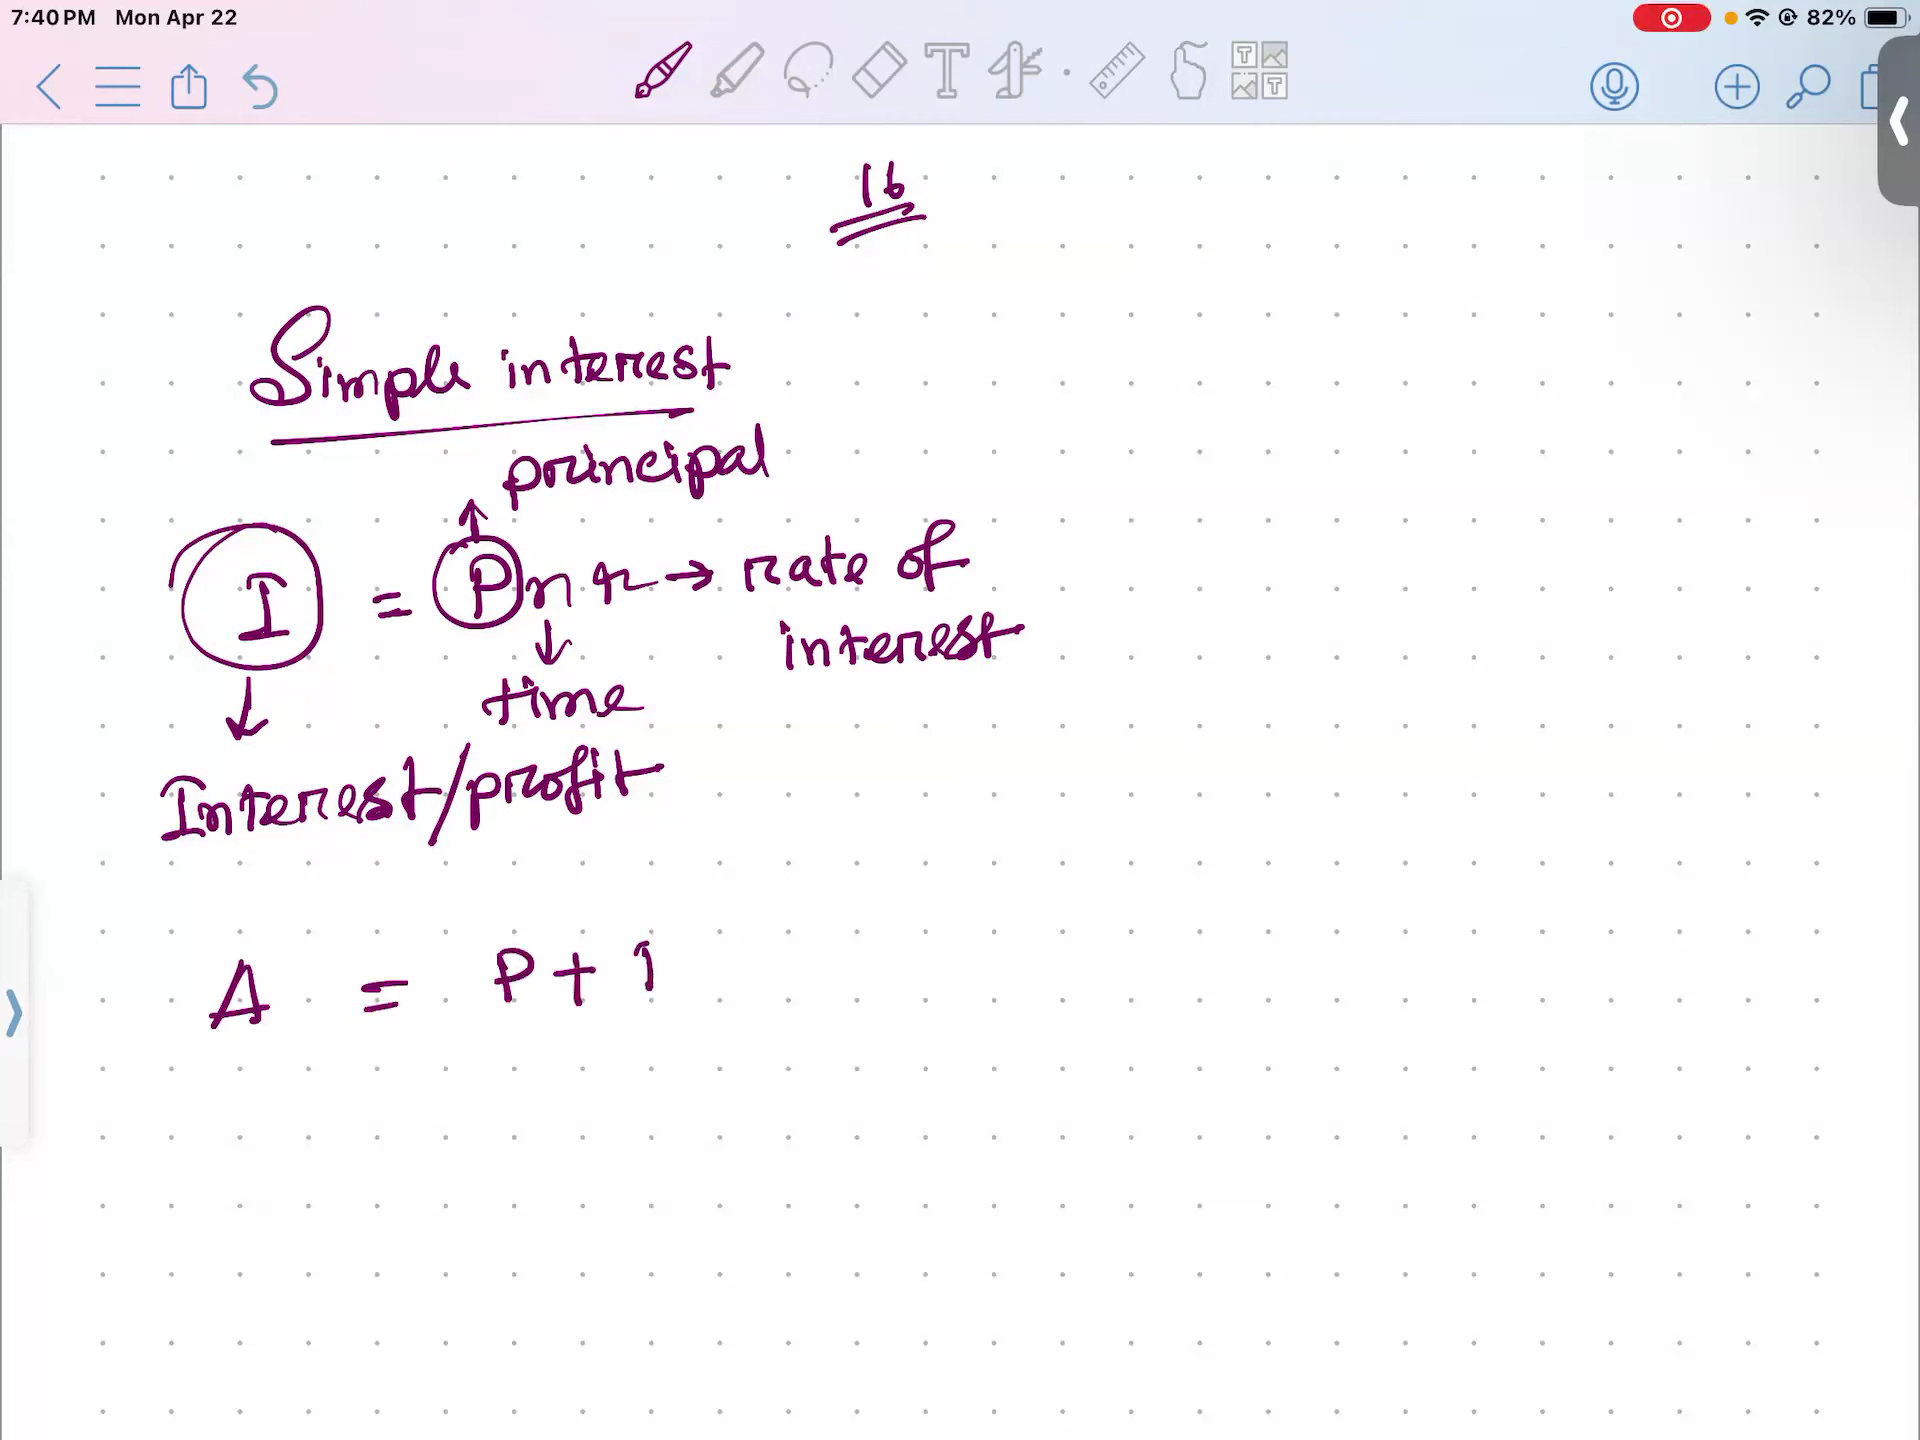 7:40 PM Mon Apr 22
82%
16
Simple interest
principal
I = Pnr → rate of
interest
time
Interest/profit
A = P + I